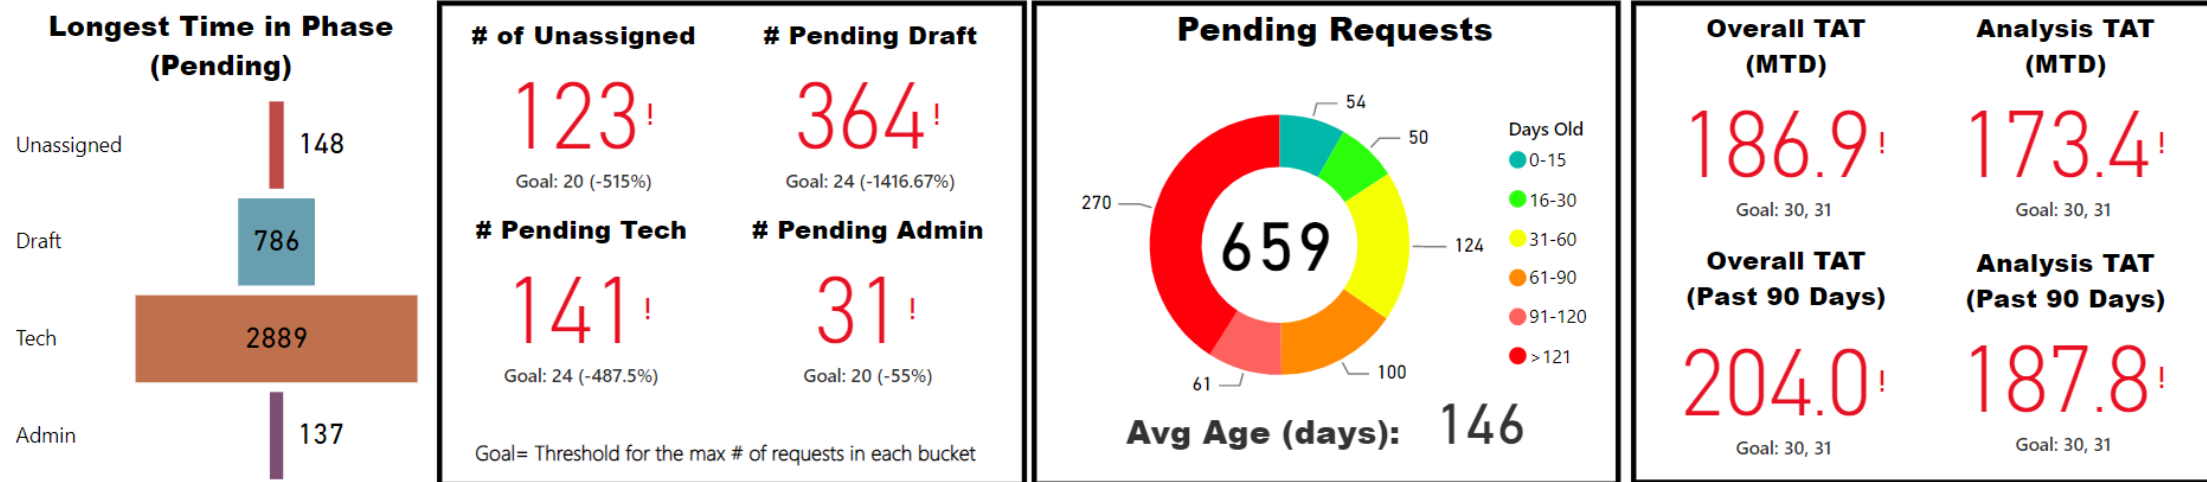 Longest Time in Phase
(Pending)
Unassigned
148
Draft
786
Tech
2889
Admin
137
# of Unassigned
123!
Goal: 20 (-515%)
# Pending Draft
364!
Goal: 24 (-1416.67%)
# Pending Tech
141!
Goal: 24 (-487.5%)
# Pending Admin
31!
Goal: 20 (-55%)
Goal= Threshold for the max # of requests in each bucket
Pending Requests
54
50
124
100
61
270
659
Days Old
0-15
16-30
31-60
61-90
91-120
>121
Avg Age (days): 146
Overall TAT
(MTD)
186.9!
Goal: 30, 31
Analysis TAT
(MTD)
173.4!
Goal: 30, 31
Overall TAT
(Past 90 Days)
204.0!
Goal: 30, 31
Analysis TAT
(Past 90 Days)
187.8!
Goal: 30, 31